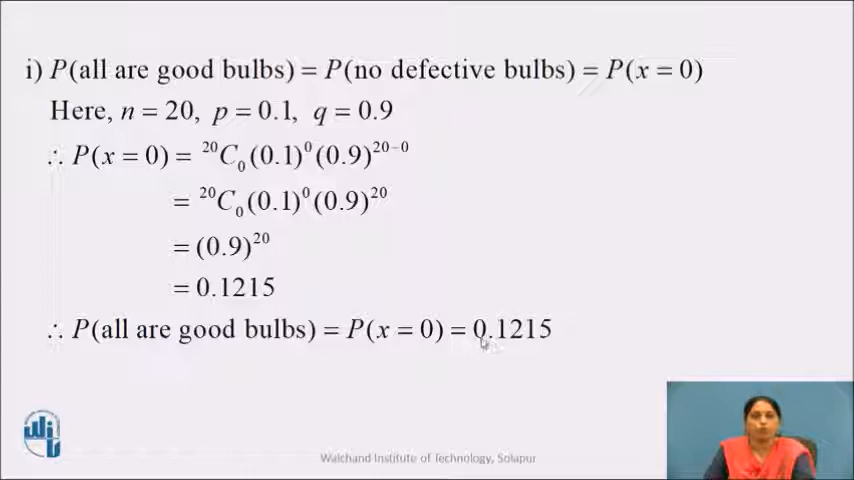 i) P(all are good bulbs) = P(no defective bulbs) = P(x = 0)
Here, n = 20, p = 0.1, q = 0.9
∴ P(x = 0) = ²⁰C₀ (0.1)⁰ (0.9)²⁰⁻⁰
= ²⁰C₀ (0.1)⁰ (0.9)²⁰
= (0.9)²⁰
= 0.1215
∴ P(all are good bulbs) = P(x = 0) = 0.1215
Walchand Institute of Technology, Solapur